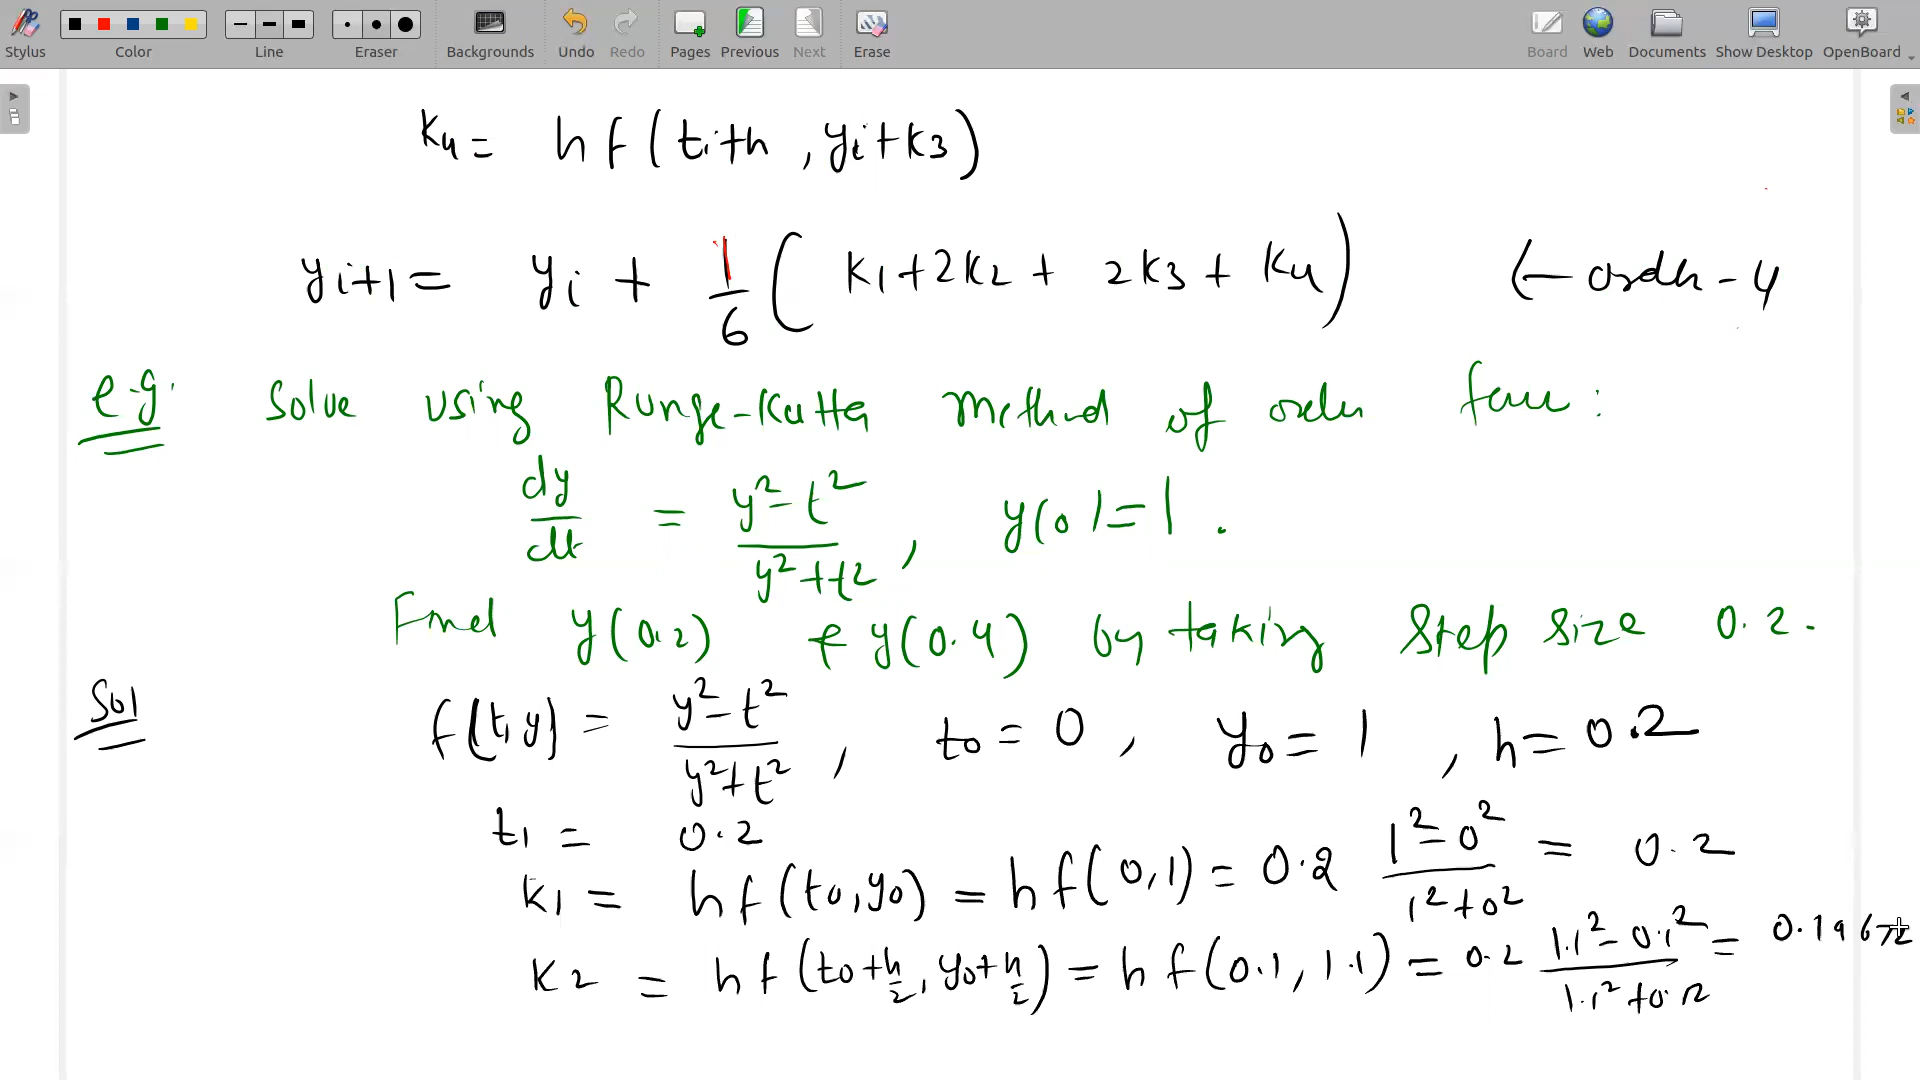 Stylus Color Line Eraser Backgrounds Undo Redo Pages Previous Next Erase Board Web Documents Show Desktop OpenBoard
K4 = h f(ti+h, yi+k3)
yi+1 = yi + 1/6 ( K1+2K2 + 2K3 + K4 ) ← order-4
e.g. Solve using Runge-Kutta Method of order four:
dy/dt = y²-t²/y²+t², y(0)=1.
Find y(0.2) & y(0.4) by taking step size 0.2.
Sol f(t,y) = y²-t²/y²+t², t0 = 0, y0 = 1, h=0.2
t1 = 0.2
K1 = hf(t0,y0) = hf(0,1) = 0.2 1²-0²/1²+0² = 0.2
K2 = hf(t0+h/2, y0+h/2) = hf(0.1, 1.1) = 0.2 1.1²-0.1²/1.1²+0.12 = 0.19672